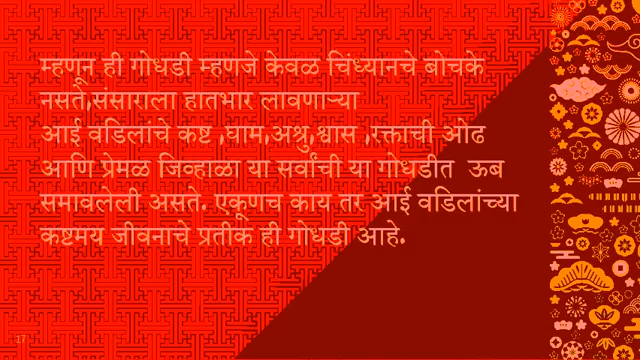 म्हणून ही गोधडी म्हणजे केवळ चिंध्यानचे बोचके
नसते,संसाराला हातभार लावणाऱ्या
आई वडिलांचे कष्ट ,घाम,अश्रु,श्वास ,रक्ताची ओढ
आणि प्रेमळ जिव्हाळा या सर्वांची या गोधडीत ऊब
समावलेली असते. एकूणच काय तर आई वडिलांच्या
कष्टमय जीवनाचे प्रतीक ही गोधडी आहे.
17